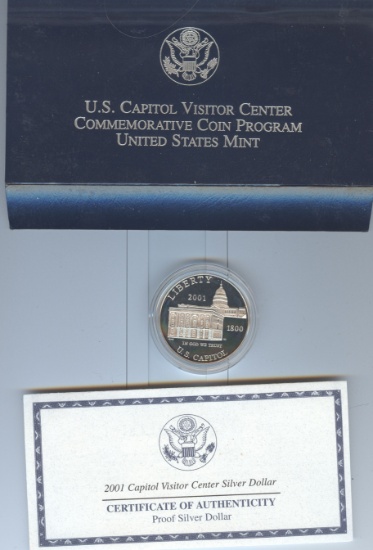 U.S. CAPITOL VISITOR CENTER
COMMEMORATIVE COIN PROGRAM
UNITED STATES MINT
LIBERTY
2001
1800
IN GOD WE TRUST
U.S. CAPITOL
2001 Capitol Visitor Center Silver Dollar
CERTIFICATE OF AUTHENTICITY
Proof Silver Dollar